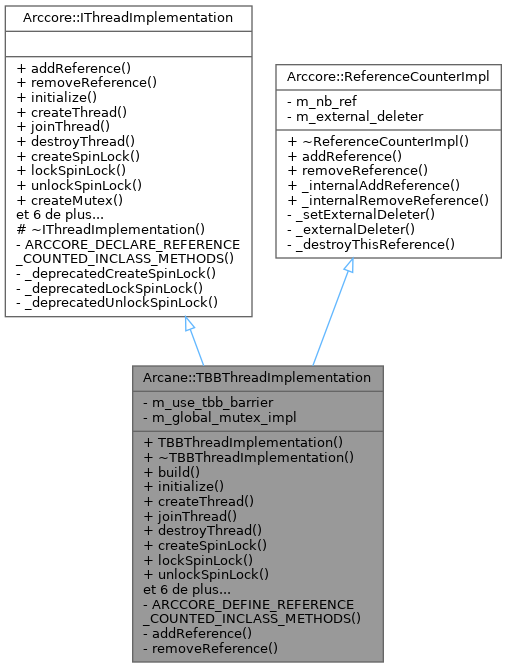 Arccore::IThreadImplementation
+ addReference()
+ removeReference()
+ initialize()
+ createThread()
+ joinThread()
+ destroyThread()
+ createSpinLock()
+ lockSpinLock()
+ unlockSpinLock()
+ createMutex()
et 6 de plus...
# ~IThreadImplementation()
- ARCCORE_DECLARE_REFERENCE
_COUNTED_INCLASS_METHODS()
- _deprecatedCreateSpinLock()
- _deprecatedLockSpinLock()
- _deprecatedUnlockSpinLock()
Arccore::ReferenceCounterImpl
- m_nb_ref
- m_external_deleter
+ ~ReferenceCounterImpl()
+ addReference()
+ removeReference()
+ _internalAddReference()
+ _internalRemoveReference()
- _setExternalDeleter()
- _externalDeleter()
- _destroyThisReference()
Arcane::TBBThreadImplementation
- m_use_tbb_barrier
- m_global_mutex_impl
+ TBBThreadImplementation()
+ ~TBBThreadImplementation()
+ build()
+ initialize()
+ createThread()
+ joinThread()
+ destroyThread()
+ createSpinLock()
+ lockSpinLock()
+ unlockSpinLock()
et 6 de plus...
- ARCCORE_DEFINE_REFERENCE
_COUNTED_INCLASS_METHODS()
- addReference()
- removeReference()